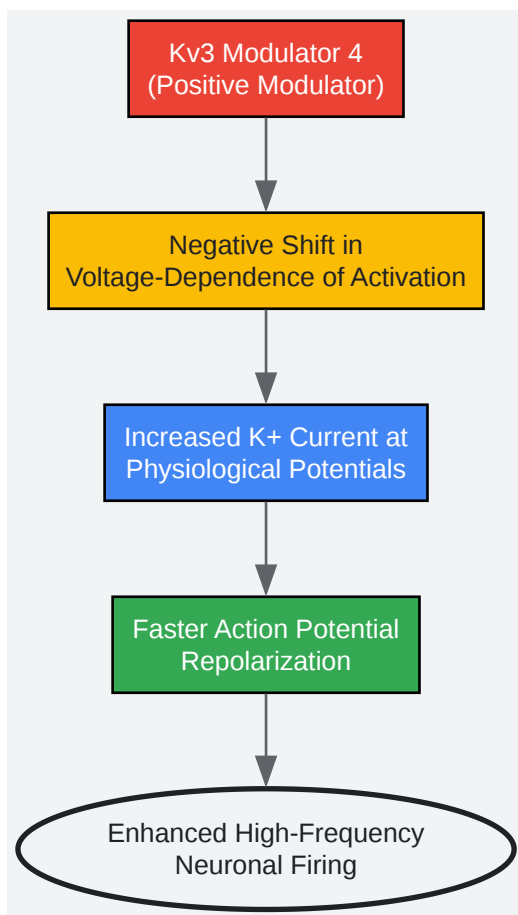 Kv3 Modulator 4
(Positive Modulator)
Negative Shift in
Voltage-Dependence of Activation
Increased K+ Current at
Physiological Potentials
Faster Action Potential
Repolarization
Enhanced High-Frequency
Neuronal Firing